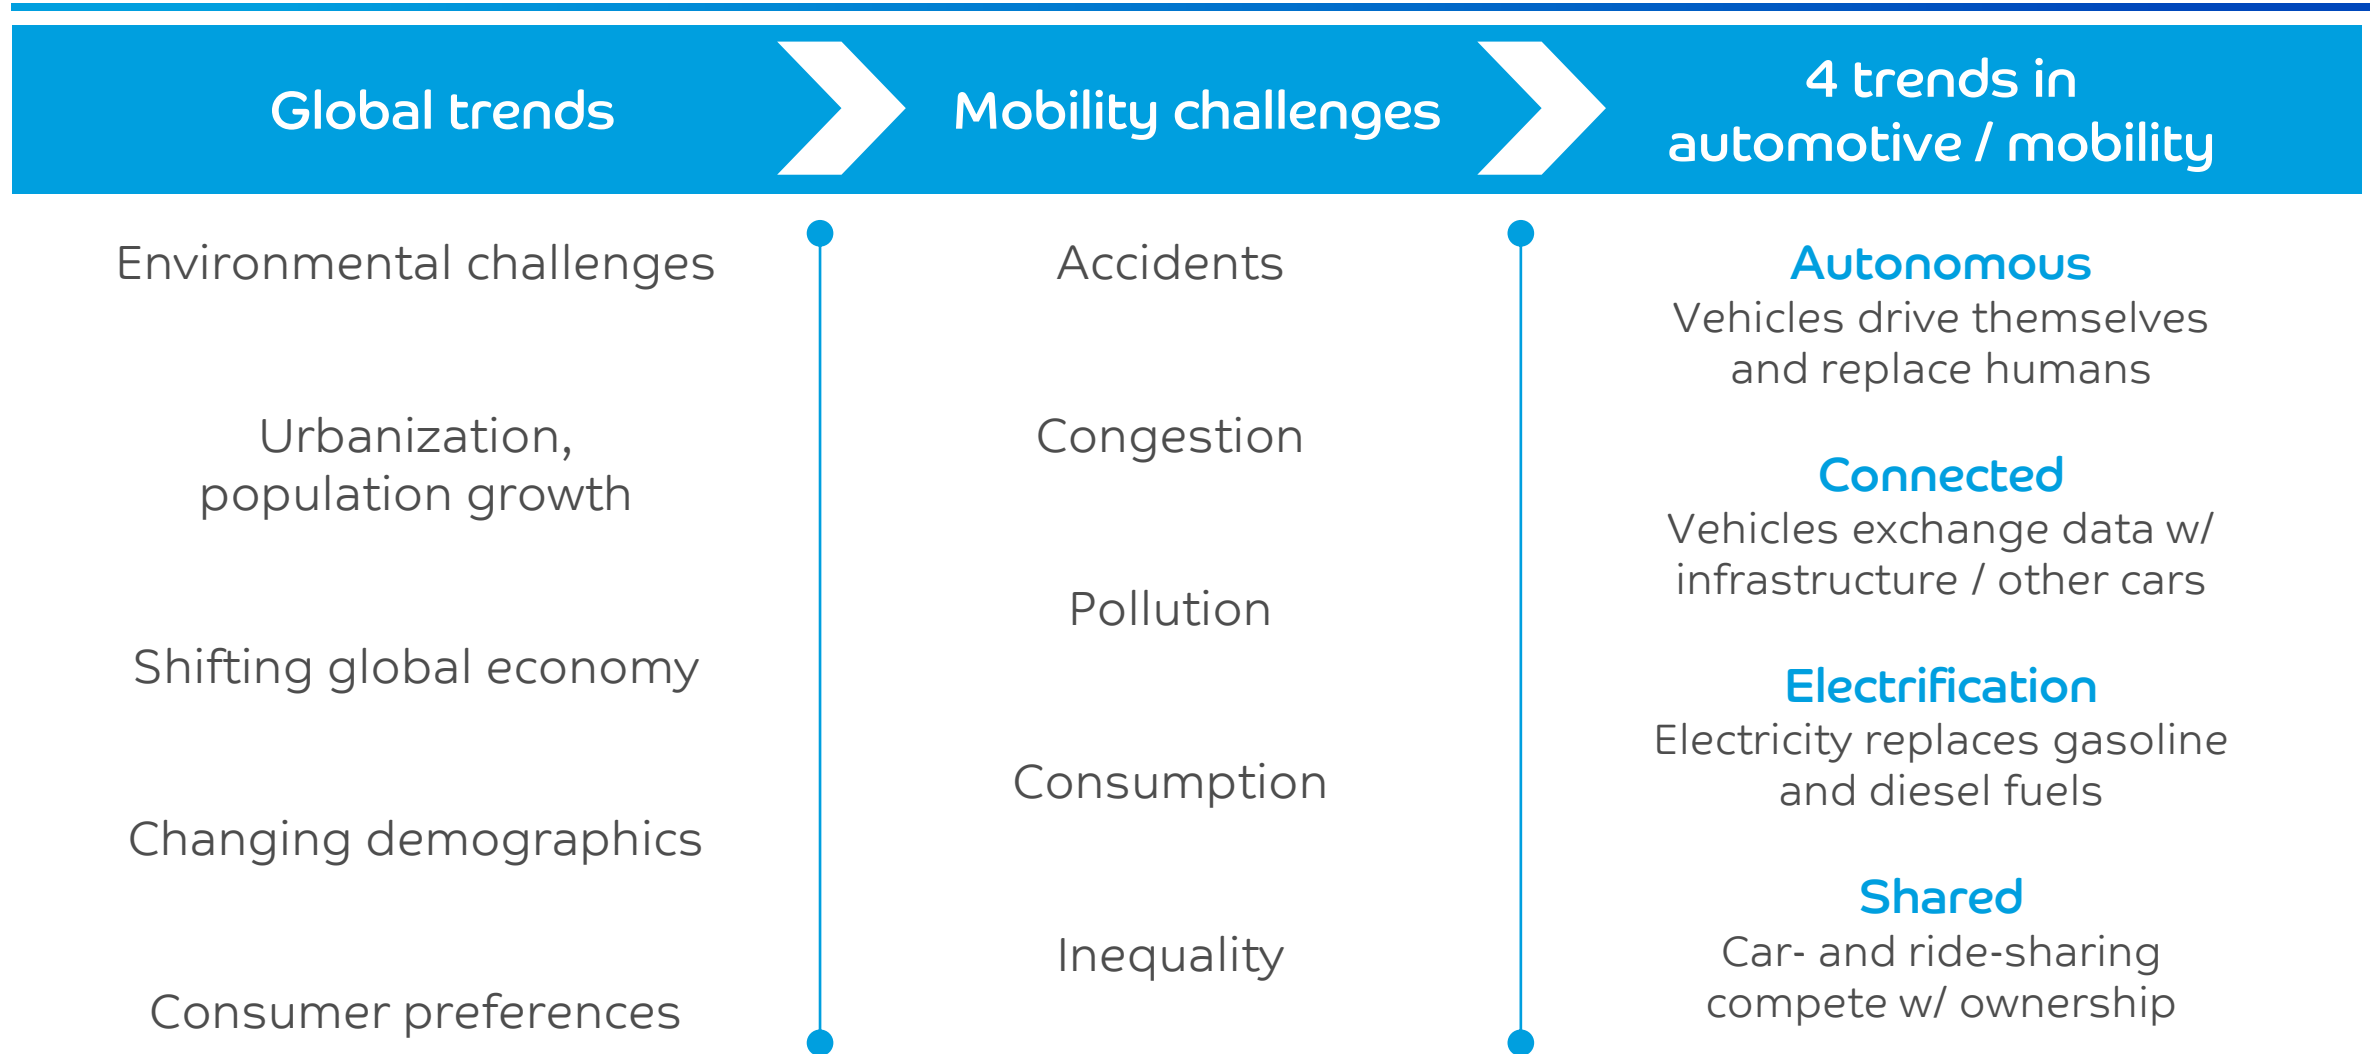 Global trends
Mobility challenges
4 trends in
automotive / mobility
Environmental challenges
Urbanization,
population growth
Shifting global economy
Changing demographics
Consumer preferences
Accidents
Congestion
Pollution
Consumption
Inequality
Autonomous
Vehicles drive themselves
and replace humans
Connected
Vehicles exchange data w/
infrastructure / other cars
Electrification
Electricity replaces gasoline
and diesel fuels
Shared
Car- and ride-sharing
compete w/ ownership